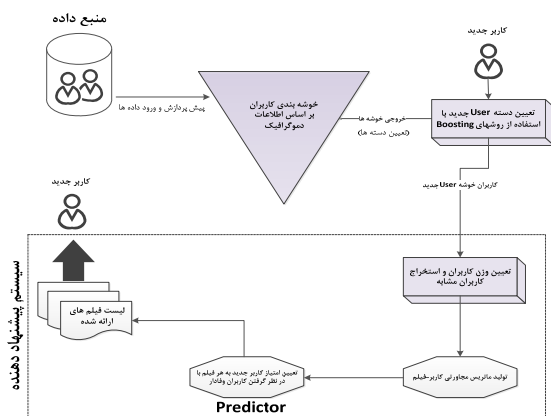 منبع داده
کاربر جدید
پیش پردازش و ورود داده ها
خوشه بندی کاربران
بر اساس اطلاعات
دموگرافیک
خروجی خوشه ها
(تعیین دسته ها)
تعیین دسته User جدید با
استفاده از روشهای Boosting
کاربران خوشه User جدید
کاربر جدید
سیستم پیشنهاد دهنده
تعیین وزن کاربران و استخراج
کاربران مشابه
لیست فیلم های
ارائه شده
تولید ماتریس مجاورتی کاربر-فیلم
تعیین امتیاز کاربر جدید به هر فیلم با
در نظر گرفتن کاربران وفادار
Predictor